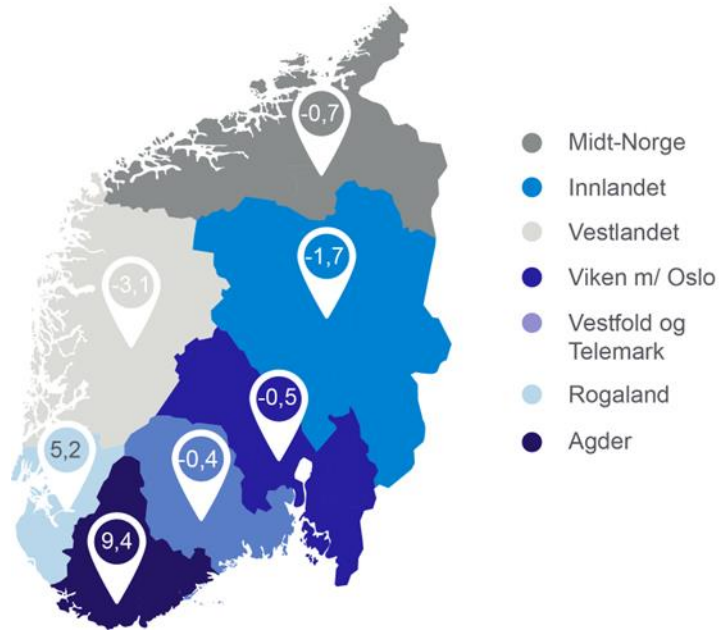 -0,7
-1,7
-3,1
-0,5
5,2
-0,4
9,4
Midt-Norge
Innlandet
Vestlandet
Viken m/ Oslo
Vestfold og
Telemark
Rogaland
Agder